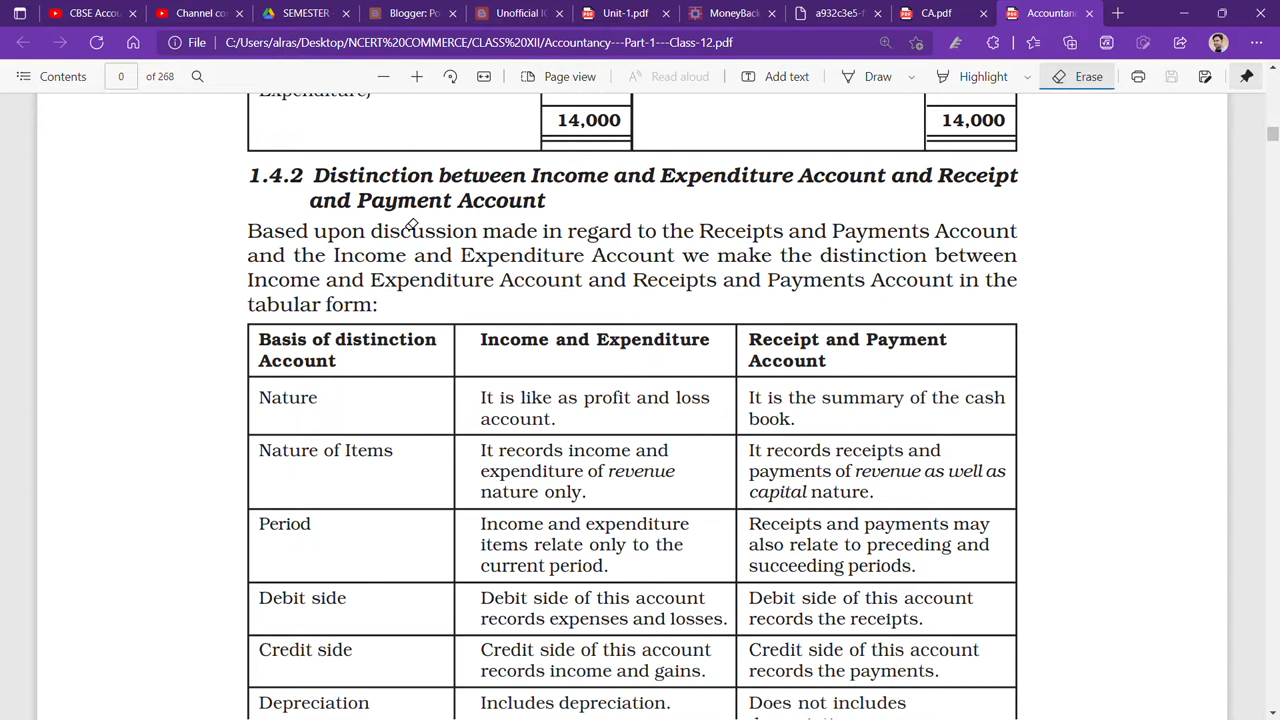 CBSE Accou
Channel co
SEMESTER -
Blogger: Po
Unofficial I
Unit-1.pdf
MoneyBack
a932c3e5-f
CA.pdf
Accountanc
File C:/Users/alras/Desktop/NCERT%20COMMERCE/CLASS%20XII/Accountancy---Part-1---Class-12.pdf
Contents 0 of 268 Page view Read aloud Add text Draw Highlight Erase
Expenditure)
14,000 14,000
1.4.2 Distinction between Income and Expenditure Account and Receipt
and Payment Account
Based upon discussion made in regard to the Receipts and Payments Account
and the Income and Expenditure Account we make the distinction between
Income and Expenditure Account and Receipts and Payments Account in the
tabular form:
Basis of distinction
Account
Income and Expenditure
Receipt and Payment
Account
Nature
It is like as profit and loss
account.
It is the summary of the cash
book.
Nature of Items
It records income and
expenditure of revenue
nature only.
It records receipts and
payments of revenue as well as
capital nature.
Period
Income and expenditure
items relate only to the
current period.
Receipts and payments may
also relate to preceding and
succeeding periods.
Debit side
Debit side of this account
records expenses and losses.
Debit side of this account
records the receipts.
Credit side
Credit side of this account
records income and gains.
Credit side of this account
records the payments.
Depreciation
Includes depreciation.
Does not includes